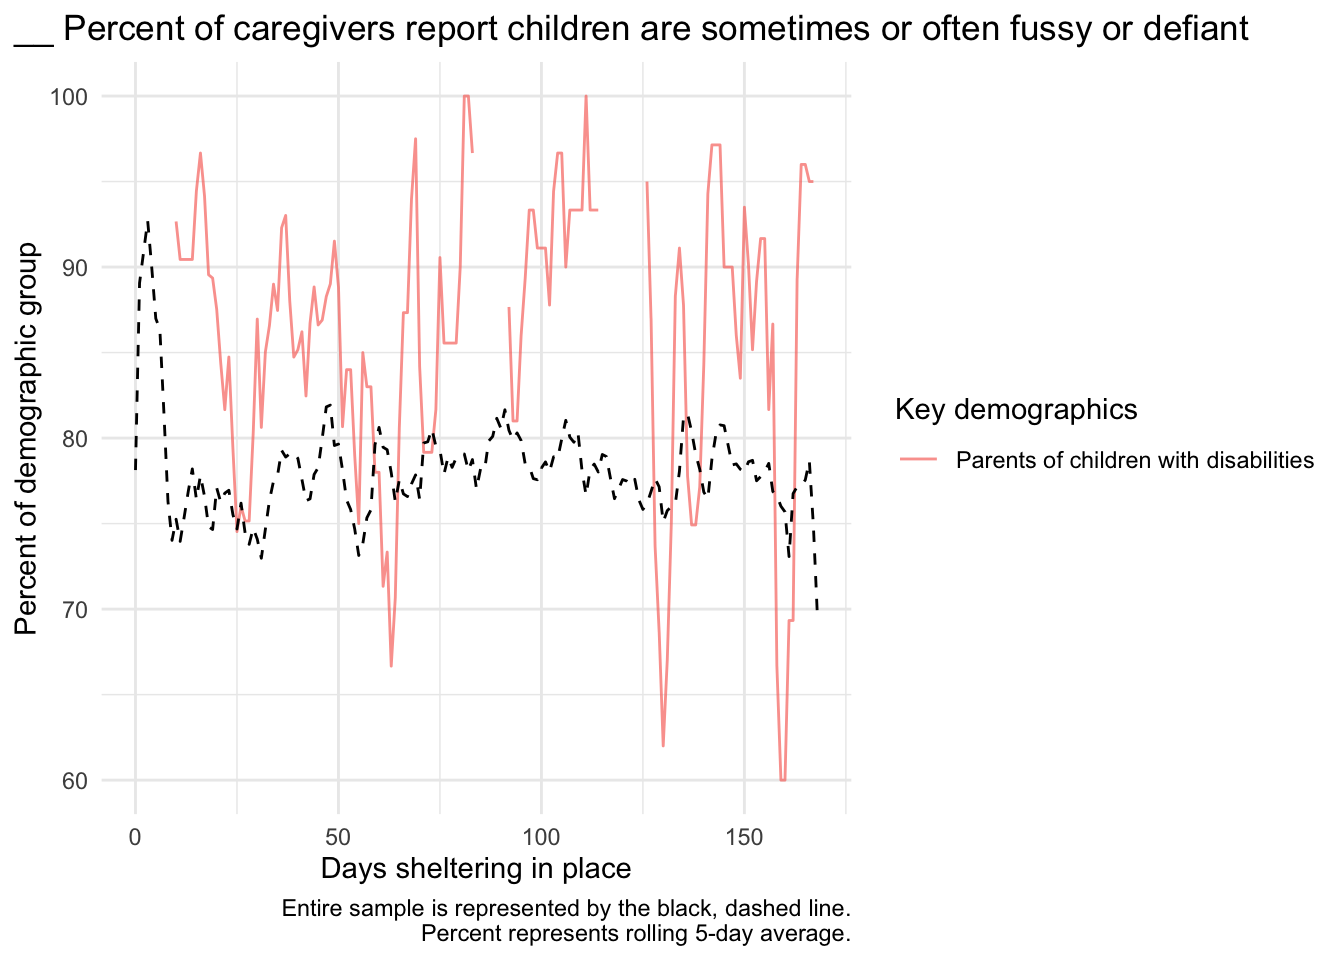 __ Percent of caregivers report children are sometimes or often fussy or defiant
100
90
80
70
60
Percent of demographic group
0 50 100 150
Days sheltering in place
Key demographics
Parents of children with disabilities
Entire sample is represented by the black, dashed line.
Percent represents rolling 5-day average.